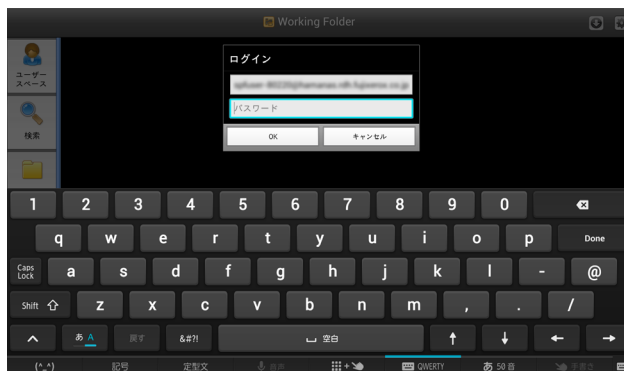 Working Folder
ユーザー
スペース
検索
ログイン
パスワード
OK
キャンセル
1 2 3 4 5 6 7 8 9 0
q w e r t y u i o p Done
Caps
Lock
a s d f g h j k l - @
Shift z x c v b n m , . /
あ A 戻す &#?! 空白
(^_^) 記号 定型文 音声 QWERTY あ 50 音 手書き